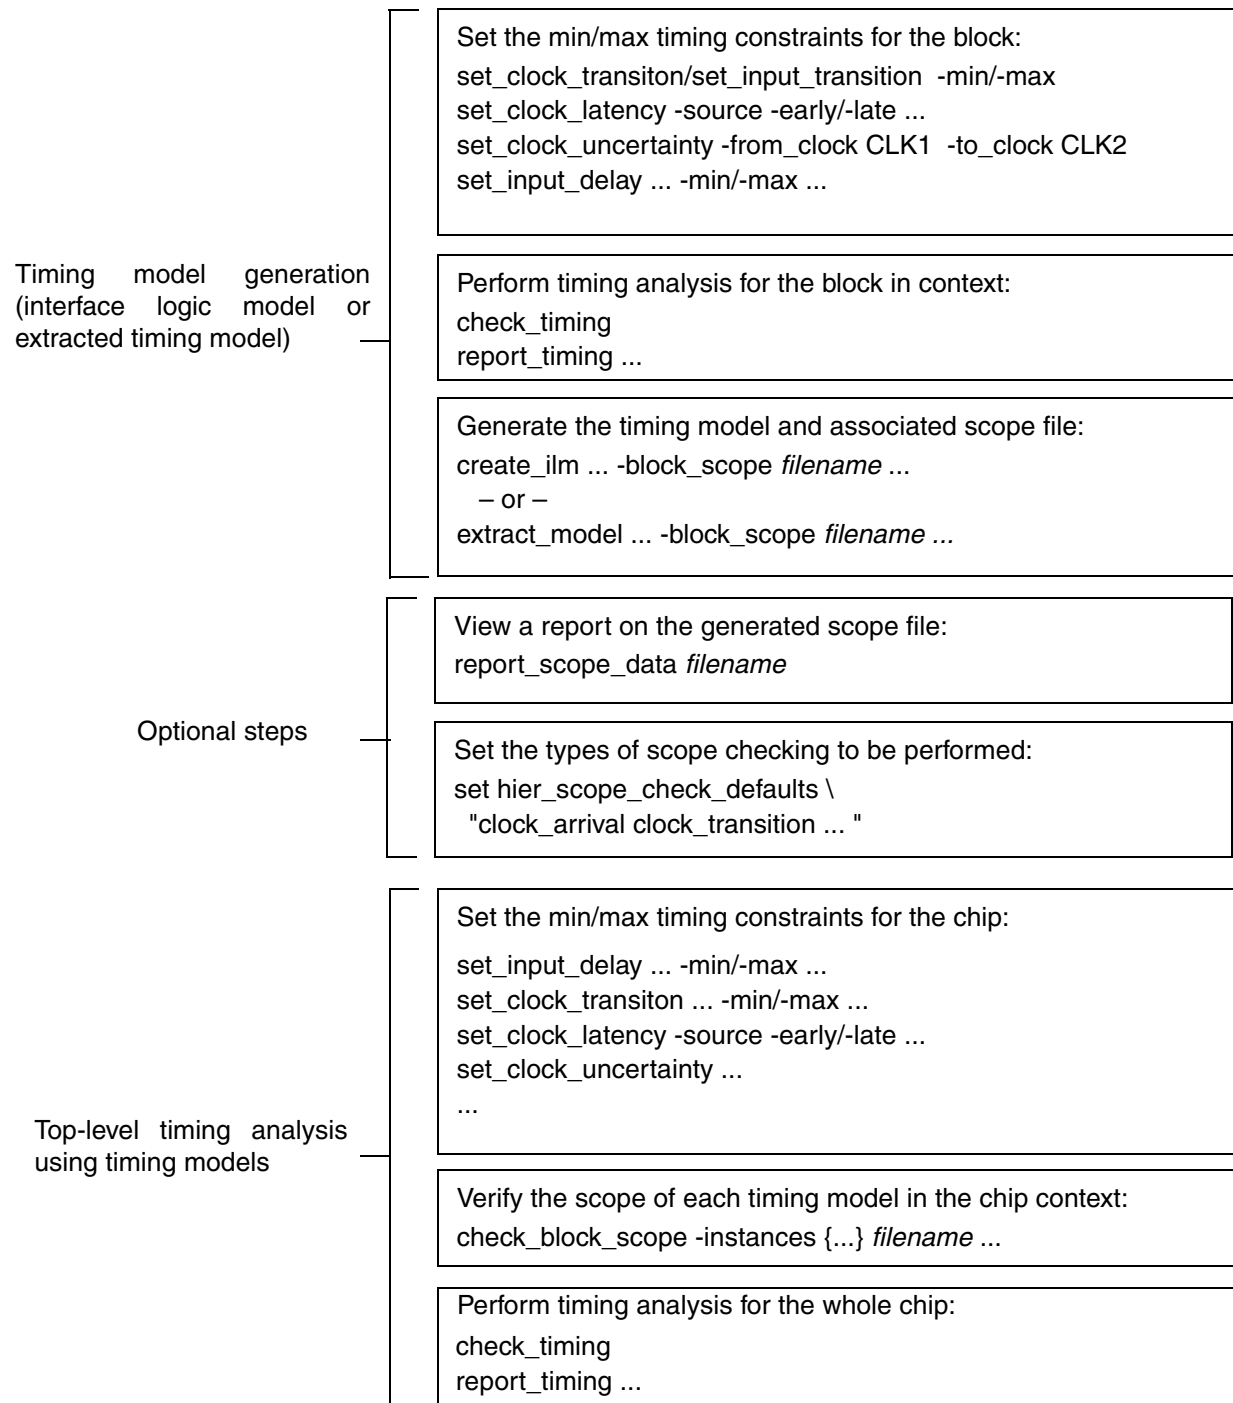 Set the min/max timing constraints for the block:
set_clock_transiton/set_input_transition -min/-max
set_clock_latency -source -early/-late ...
set_clock_uncertainty -from_clock CLK1 -to_clock CLK2
set_input_delay ... -min/-max ...
Timing model generation
(interface logic model or
extracted timing model)
Perform timing analysis for the block in context:
check_timing
report_timing ...
Generate the timing model and associated scope file:
create_ilm ... -block_scope filename ...
– or –
extract_model ... -block_scope filename ...
Optional steps
View a report on the generated scope file:
report_scope_data filename
Set the types of scope checking to be performed:
set hier_scope_check_defaults \
"clock_arrival clock_transition ... "
Top-level timing analysis
using timing models
Set the min/max timing constraints for the chip:
set_input_delay ... -min/-max ...
set_clock_transiton ... -min/-max ...
set_clock_latency -source -early/-late ...
set_clock_uncertainty ...
...
Verify the scope of each timing model in the chip context:
check_block_scope -instances {...} filename ...
Perform timing analysis for the whole chip:
check_timing
report_timing ...